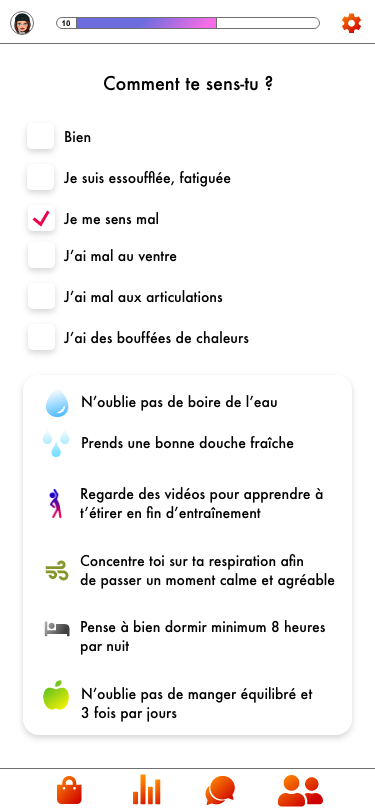 10
Comment te sens-tu ?
Bien
Je suis essoufflée, fatiguée
Je me sens mal
J’ai mal au ventre
J’ai mal aux articulations
J’ai des bouffées de chaleurs
N’oublie pas de boire de l’eau
Prends une bonne douche fraîche
Regarde des vidéos pour apprendre à
t’étirer en fin d’entraînement
Concentre toi sur ta respiration afin
de passer un moment calme et agréable
Pense à bien dormir minimum 8 heures
par nuit
N’oublie pas de manger équilibré et
3 fois par jours